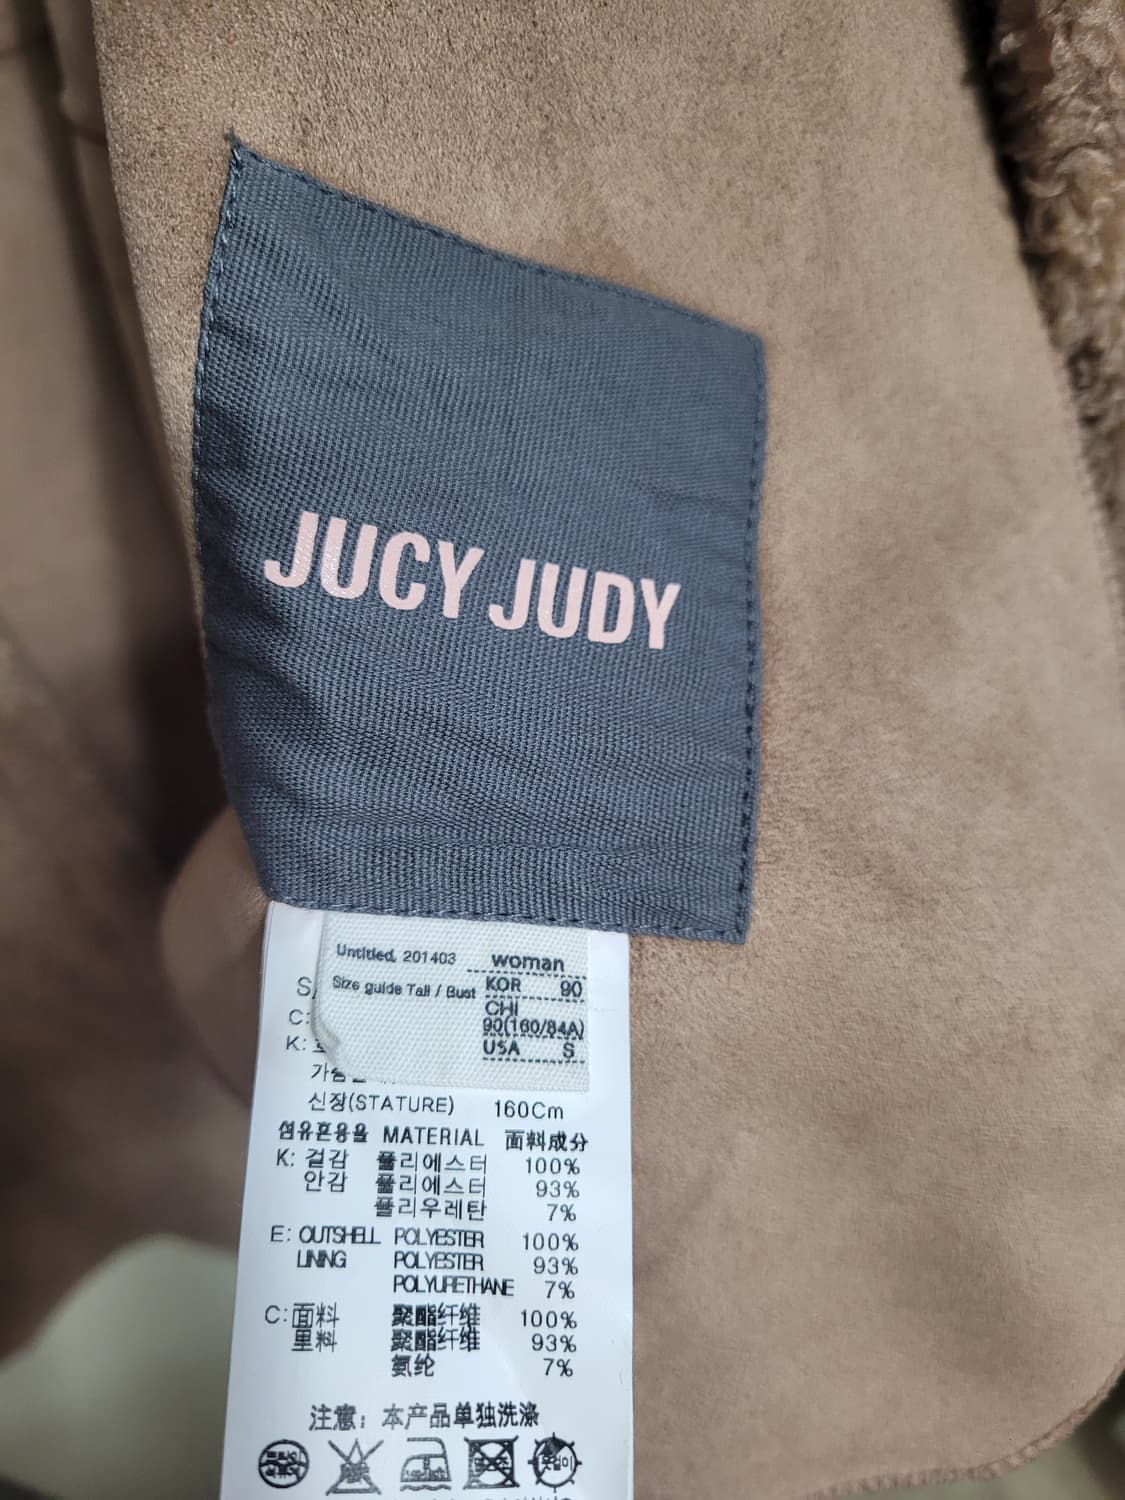 JUCY JUDY
Untitled, 201403 woman
Size guide Tall / Bust KOR 90
CHI
90(160/84A)
USA S
C:
K:
신장(STATURE) 160Cm
섬유혼용율 MATERIAL 面料成分
K: 겉감 폴리에스터 100%
안감 폴리에스터 93%
폴리우레탄 7%
E: OUTSHELL POLYESTER 100%
LINING POLYESTER 93%
POLYURETHANE 7%
C: 面料 聚酯纤维 100%
里料 聚酯纤维 93%
氨纶 7%
注意: 本产品单独洗涤